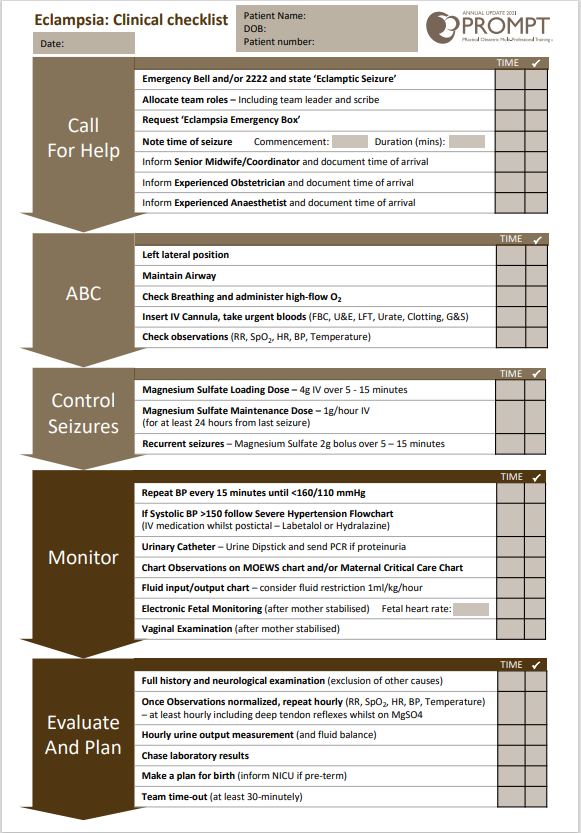 Eclampsia: Clinical checklist
Date:
Patient Name:
DOB:
Patient number:
ANNUAL UPDATE 2021
PROMPT
PRactical Obstetric Multi-Professional Training
Call
For Help
TIME ✓
Emergency Bell and/or 2222 and state ‘Eclamptic Seizure’
Allocate team roles – Including team leader and scribe
Request ‘Eclampsia Emergency Box’
Note time of seizure Commencement: Duration (mins):
Inform Senior Midwife/Coordinator and document time of arrival
Inform Experienced Obstetrician and document time of arrival
Inform Experienced Anaesthetist and document time of arrival
ABC
TIME ✓
Left lateral position
Maintain Airway
Check Breathing and administer high-flow O2
Insert IV Cannula, take urgent bloods (FBC, U&E, LFT, Urate, Clotting, G&S)
Check observations (RR, SpO2, HR, BP, Temperature)
Control
Seizures
TIME ✓
Magnesium Sulfate Loading Dose – 4g IV over 5 - 15 minutes
Magnesium Sulfate Maintenance Dose – 1g/hour IV
(for at least 24 hours from last seizure)
Recurrent seizures – Magnesium Sulfate 2g bolus over 5 – 15 minutes
Monitor
TIME ✓
Repeat BP every 15 minutes until <160/110 mmHg
If Systolic BP >150 follow Severe Hypertension Flowchart
(IV medication whilst postictal – Labetalol or Hydralazine)
Urinary Catheter – Urine Dipstick and send PCR if proteinuria
Chart Observations on MOEWS chart and/or Maternal Critical Care Chart
Fluid input/output chart – consider fluid restriction 1ml/kg/hour
Electronic Fetal Monitoring (after mother stabilised) Fetal heart rate:
Vaginal Examination (after mother stabilised)
Evaluate
And Plan
TIME ✓
Full history and neurological examination (exclusion of other causes)
Once Observations normalized, repeat hourly (RR, SpO2, HR, BP, Temperature)
– at least hourly including deep tendon reflexes whilst on MgSO4
Hourly urine output measurement (and fluid balance)
Chase laboratory results
Make a plan for birth (inform NICU if pre-term)
Team time-out (at least 30-minutely)